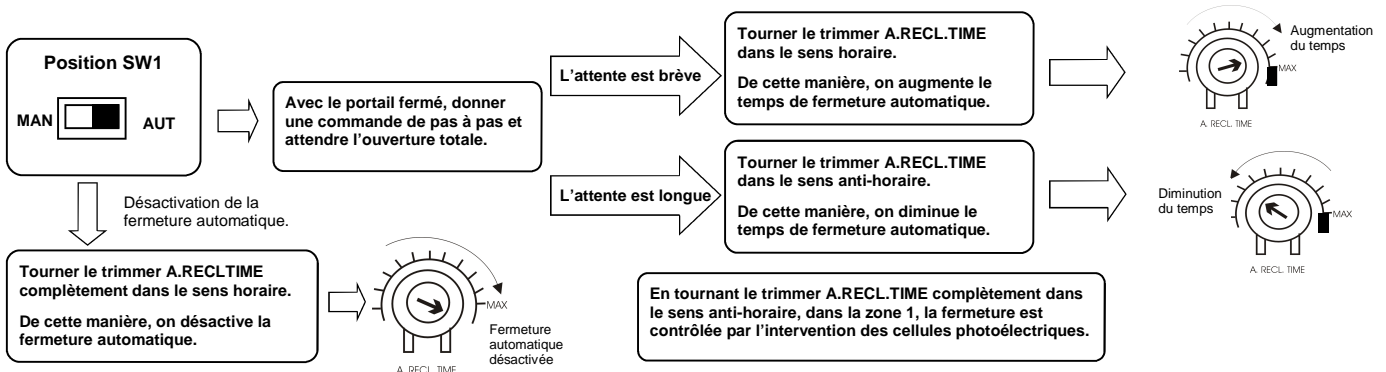 Position SW1
MAN
AUT
Désactivation de la
fermeture automatique.
Tourner le trimmer A.RECLTIME
complètement dans le sens horaire.
De cette manière, on désactive la
fermeture automatique.
MAX
Fermeture
automatique
désactivée
A. RECL. TIME
Avec le portail fermé, donner
une commande de pas à pas et
attendre l’ouverture totale.
L’attente est brève
Tourner le trimmer A.RECL.TIME
dans le sens horaire.
De cette manière, on augmente le
temps de fermeture automatique.
Augmentation
du temps
MAX
A. RECL. TIME
L’attente est longue
Tourner le trimmer A.RECL.TIME
dans le sens anti-horaire.
De cette manière, on diminue le
temps de fermeture automatique.
Diminution
du temps
MAX
A. RECL. TIME
En tournant le trimmer A.RECL.TIME complètement dans
le sens anti-horaire, dans la zone 1, la fermeture est
contrôlée par l’intervention des cellules photoélectriques.